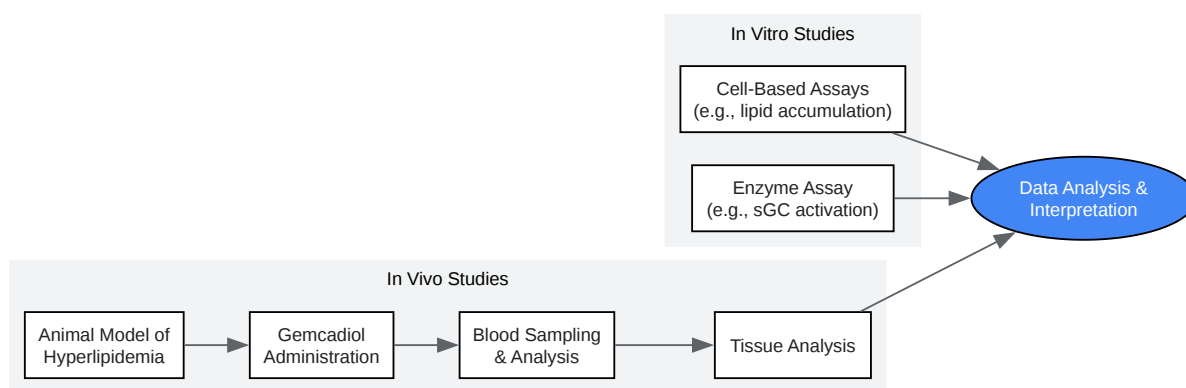 In Vitro Studies
Cell-Based Assays
(e.g., lipid accumulation)
Enzyme Assay
(e.g., sGC activation)
Data Analysis &
Interpretation
In Vivo Studies
Animal Model of
Hyperlipidemia
Gemcadiol
Administration
Blood Sampling
& Analysis
Tissue Analysis